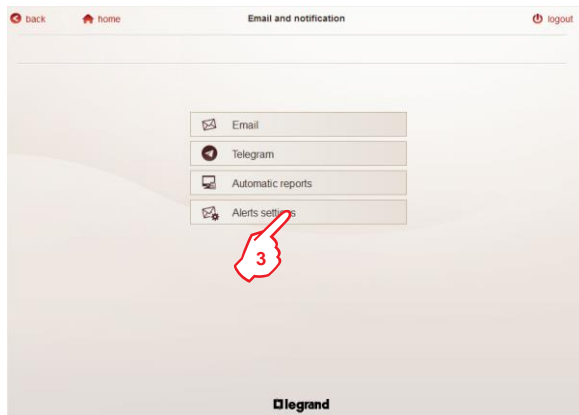 back home Email and notification logout
Email
Telegram
Automatic reports
Alerts settings
3
legrand